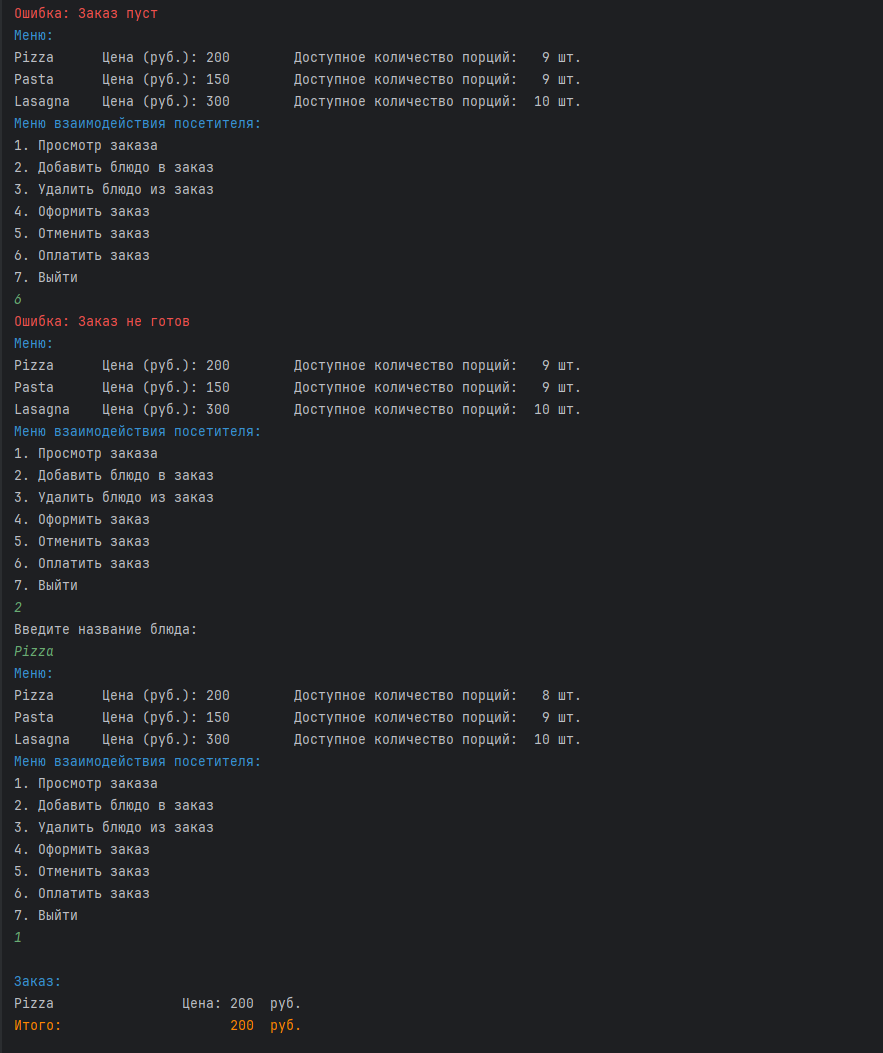 Ошибка: Заказ пуст
Меню:
Pizza Цена (руб.): 200 Доступное количество порций: 9 шт.
Pasta Цена (руб.): 150 Доступное количество порций: 9 шт.
Lasagna Цена (руб.): 300 Доступное количество порций: 10 шт.
Меню взаимодействия посетителя:
1. Просмотр заказа
2. Добавить блюдо в заказ
3. Удалить блюдо из заказ
4. Оформить заказ
5. Отменить заказ
6. Оплатить заказ
7. Выйти
6
Ошибка: Заказ не готов
Меню:
Pizza Цена (руб.): 200 Доступное количество порций: 9 шт.
Pasta Цена (руб.): 150 Доступное количество порций: 9 шт.
Lasagna Цена (руб.): 300 Доступное количество порций: 10 шт.
Меню взаимодействия посетителя:
1. Просмотр заказа
2. Добавить блюдо в заказ
3. Удалить блюдо из заказ
4. Оформить заказ
5. Отменить заказ
6. Оплатить заказ
7. Выйти
2
Введите название блюда:
Pizza
Меню:
Pizza Цена (руб.): 200 Доступное количество порций: 8 шт.
Pasta Цена (руб.): 150 Доступное количество порций: 9 шт.
Lasagna Цена (руб.): 300 Доступное количество порций: 10 шт.
Меню взаимодействия посетителя:
1. Просмотр заказа
2. Добавить блюдо в заказ
3. Удалить блюдо из заказ
4. Оформить заказ
5. Отменить заказ
6. Оплатить заказ
7. Выйти
1
Заказ:
Pizza Цена: 200 руб.
Итого: 200 руб.